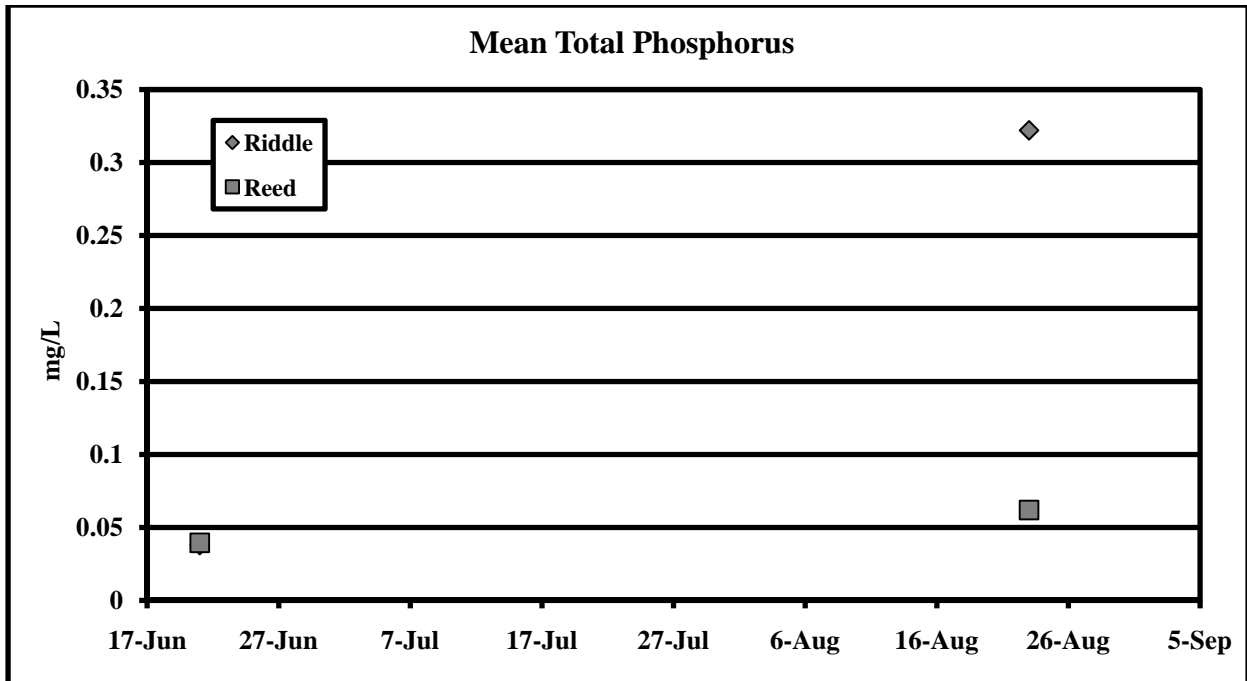 Mean Total Phosphorus
0.35
0.3
0.25
0.2
0.15
0.1
0.05
0
mg/L
Riddle
Reed
17-Jun 27-Jun 7-Jul 17-Jul 27-Jul 6-Aug 16-Aug 26-Aug 5-Sep